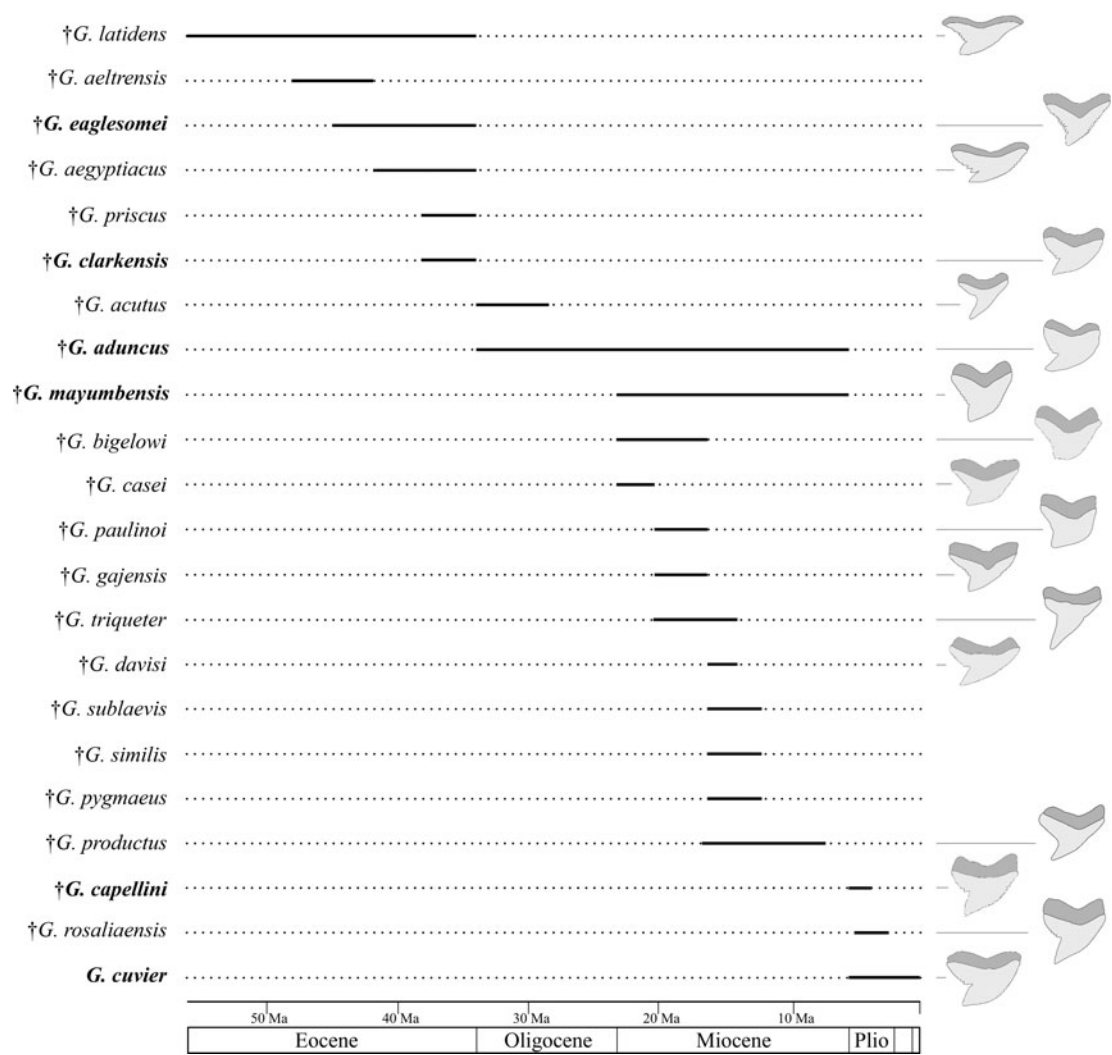 †G. latidens
†G. aeltrensis
†G. eaglesomei
†G. aegyptiacus
†G. priscus
†G. clarkensis
†G. acutus
†G. aduncus
†G. mayumbensis
†G. bigelowi
†G. casei
†G. paulinoi
†G. gajensis
†G. triqueter
†G. davisi
†G. sublaevis
†G. similis
†G. pygmaeus
†G. productus
†G. capellini
†G. rosaliaensis
G. cuvier
50 Ma 40 Ma 30 Ma 20 Ma 10 Ma
Eocene Oligocene Miocene Plio